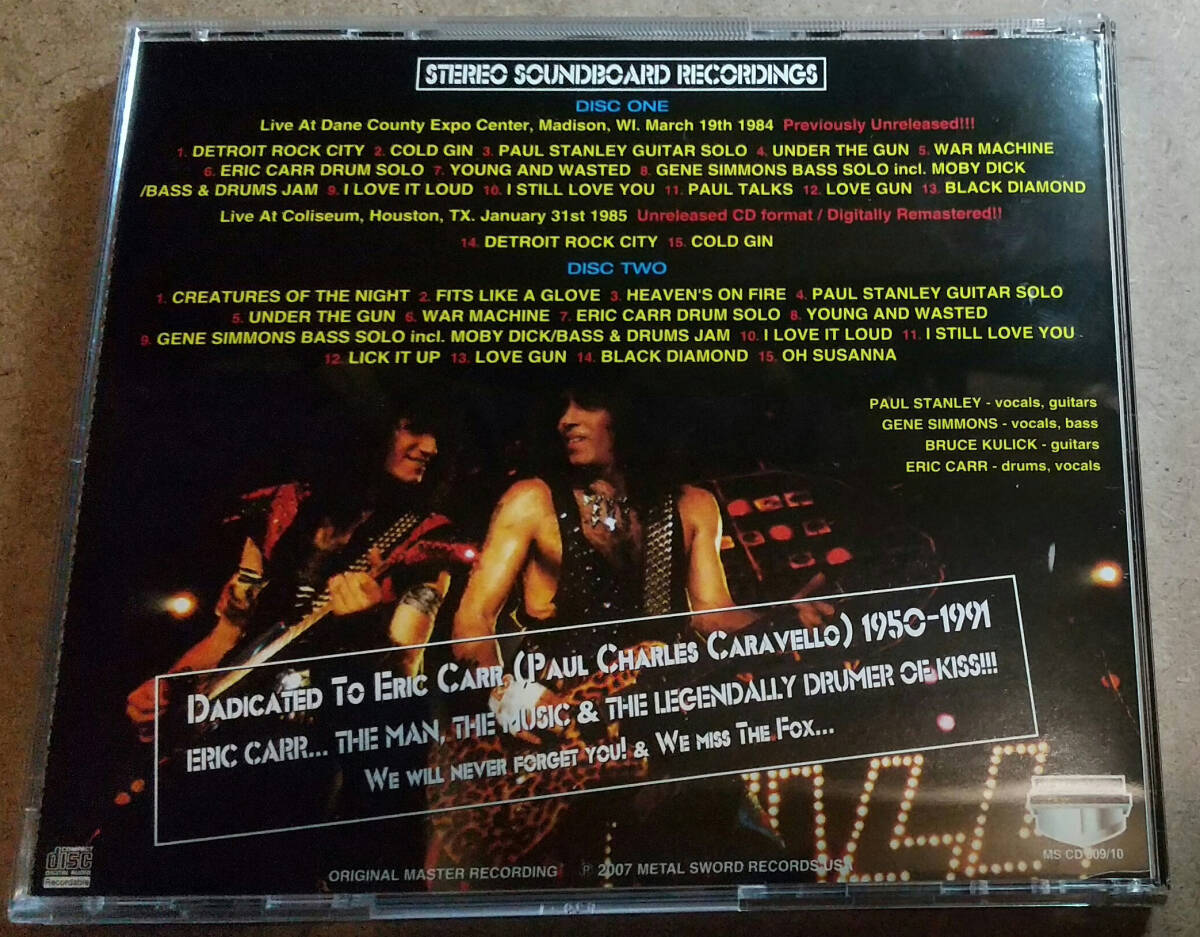 STEREO SOUNDBOARD RECORDINGS
DISC ONE
Live At Dane County Expo Center, Madison, WI. March 19th 1984 Previously Unreleased!!!
1. DETROIT ROCK CITY 2. COLD GIN 3. PAUL STANLEY GUITAR SOLO 4. UNDER THE GUN 5. WAR MACHINE
6. ERIC CARR DRUM SOLO 7. YOUNG AND WASTED 8. GENE SIMMONS BASS SOLO incl. MOBY DICK
/BASS & DRUMS JAM 9. I LOVE IT LOUD 10. I STILL LOVE YOU 11. PAUL TALKS 12. LOVE GUN 13. BLACK DIAMOND
Live At Coliseum, Houston, TX. January 31st 1985 Unreleased CD format / Digitally Remastered!!
14. DETROIT ROCK CITY 15. COLD GIN
DISC TWO
1. CREATURES OF THE NIGHT 2. FITS LIKE A GLOVE 3. HEAVEN'S ON FIRE 4. PAUL STANLEY GUITAR SOLO
5. UNDER THE GUN 6. WAR MACHINE 7. ERIC CARR DRUM SOLO 8. YOUNG AND WASTED
9. GENE SIMMONS BASS SOLO incl. MOBY DICK/BASS & DRUMS JAM 10. I LOVE IT LOUD 11. I STILL LOVE YOU
12. LICK IT UP 13. LOVE GUN 14. BLACK DIAMOND 15. OH SUSANNA
PAUL STANLEY - vocals, guitars
GENE SIMMONS - vocals, bass
BRUCE KULICK - guitars
ERIC CARR - drums, vocals
DADICATED TO ERIC CARR (PAUL CHARLES CARAVELLO) 1950-1991
ERIC CARR... THE MAN, THE MUSIC & THE LEGENDALLY DRUMER OF KISS!!!
WE WILL NEVER FORGET YOU! & WE MISS THE FOX...
COMPACT
disc
DIGITAL AUDIO
Recordable
ORIGINAL MASTER RECORDING ℗ 2007 METAL SWORD RECORDS USA
MS CD 009/10